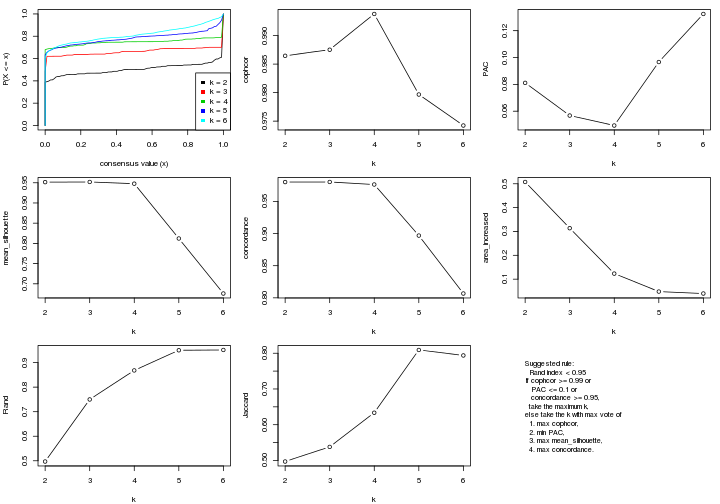 1.0
0.8
0.6
0.4
0.2
0.0
P(X <= x)
k = 2
k = 3
k = 4
k = 5
k = 6
0.0 0.2 0.4 0.6 0.8 1.0
consensus value (x)
0.990
0.985
0.980
0.975
cophcor
2 3 4 5 6
k
0.12
0.10
0.08
0.06
PAC
2 3 4 5 6
k
0.95
0.90
0.85
0.80
0.75
0.70
mean_silhouette
2 3 4 5 6
k
0.95
0.90
0.85
0.80
concordance
2 3 4 5 6
k
0.5
0.4
0.3
0.2
0.1
area_increased
2 3 4 5 6
k
0.9
0.8
0.7
0.6
0.5
Rand
2 3 4 5 6
k
0.80
0.70
0.60
0.50
Jaccard
2 3 4 5 6
k
Suggested rule:
Rand index < 0.95
If cophcor >= 0.99 or
PAC <= 0.1 or
concordance >= 0.95,
take the maximum k,
else take the k with max vote of
1. max cophcor,
2. min PAC,
3. max mean_silhouette,
4. max concordance.